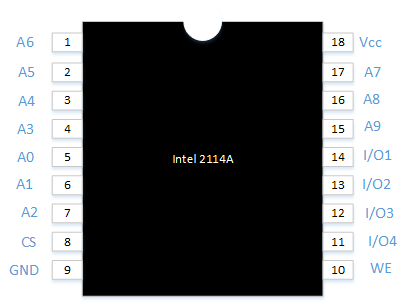 A6 1 18 Vcc
A5 2 17 A7
A4 3 16 A8
A3 4 15 A9
A0 5 14 I/O1
Intel 2114A
A1 6 13 I/O2
A2 7 12 I/O3
CS 8 11 I/O4
GND 9 10 WE